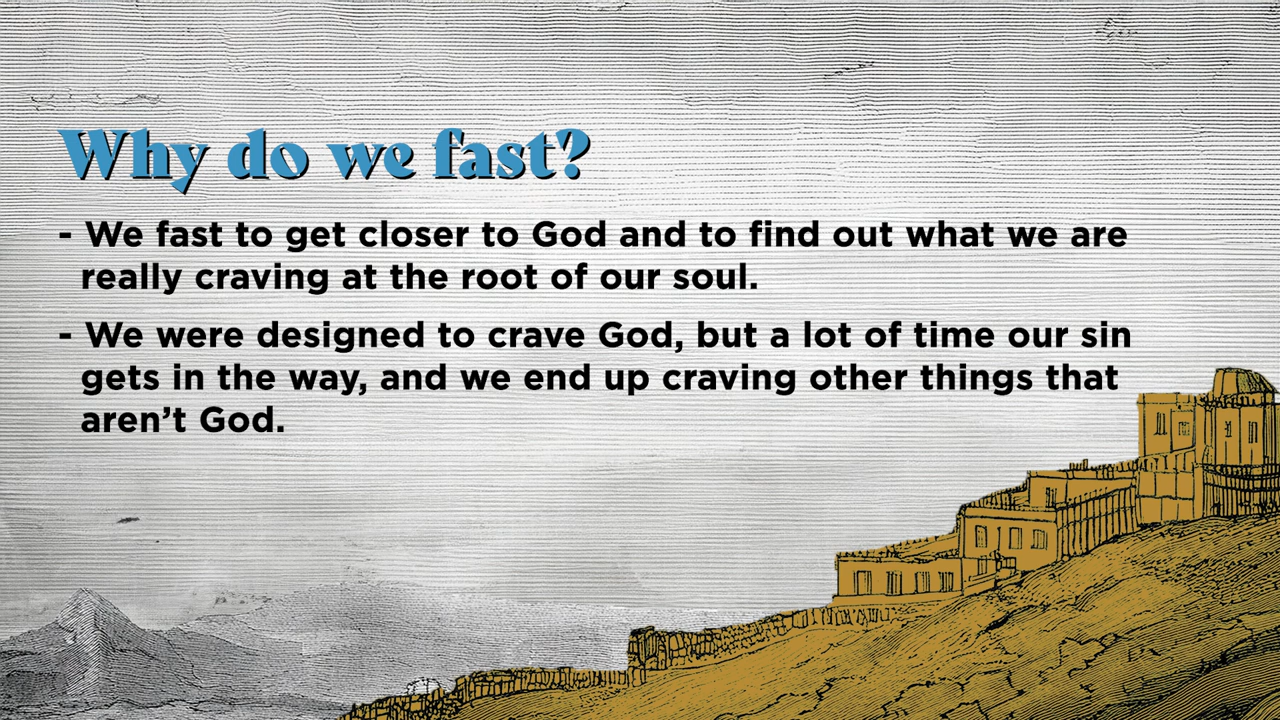 Why do we fast?
- We fast to get closer to God and to find out what we are
really craving at the root of our soul.
- We were designed to crave God, but a lot of time our sin
gets in the way, and we end up craving other things that
aren’t God.